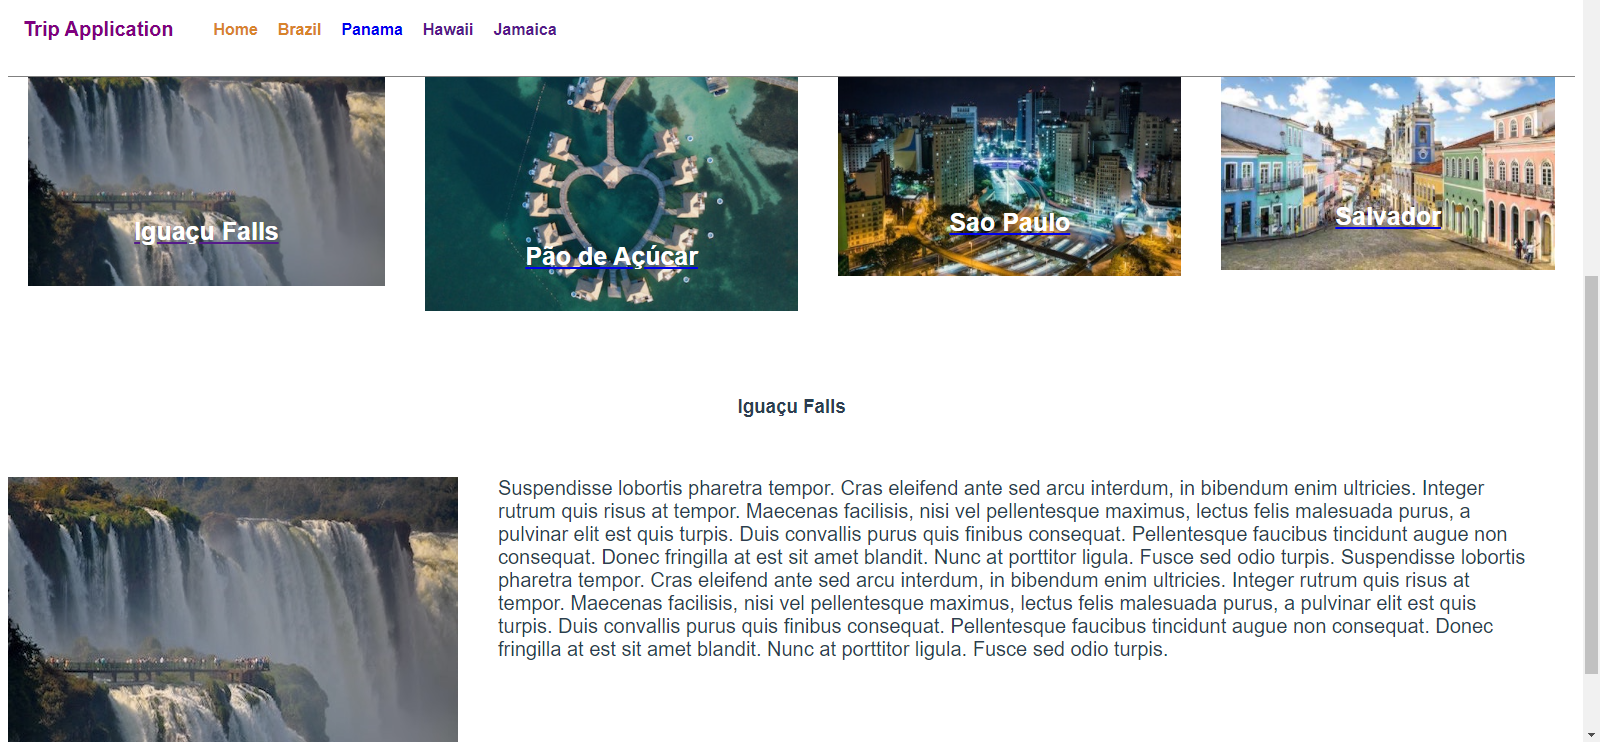 Trip Application Home Brazil Panama Hawaii Jamaica
Iguaçu Falls
Pão de Açúcar
Sao Paulo
Salvador
Iguaçu Falls
Suspendisse lobortis pharetra tempor. Cras eleifend ante sed arcu interdum, in bibendum enim ultricies. Integer
rutrum quis risus at tempor. Maecenas facilisis, nisi vel pellentesque maximus, lectus felis malesuada purus, a
pulvinar elit est quis turpis. Duis convallis purus quis finibus consequat. Pellentesque faucibus tincidunt augue non
consequat. Donec fringilla at est sit amet blandit. Nunc at porttitor ligula. Fusce sed odio turpis. Suspendisse lobortis
pharetra tempor. Cras eleifend ante sed arcu interdum, in bibendum enim ultricies. Integer rutrum quis risus at
tempor. Maecenas facilisis, nisi vel pellentesque maximus, lectus felis malesuada purus, a pulvinar elit est quis
turpis. Duis convallis purus quis finibus consequat. Pellentesque faucibus tincidunt augue non consequat. Donec
fringilla at est sit amet blandit. Nunc at porttitor ligula. Fusce sed odio turpis.